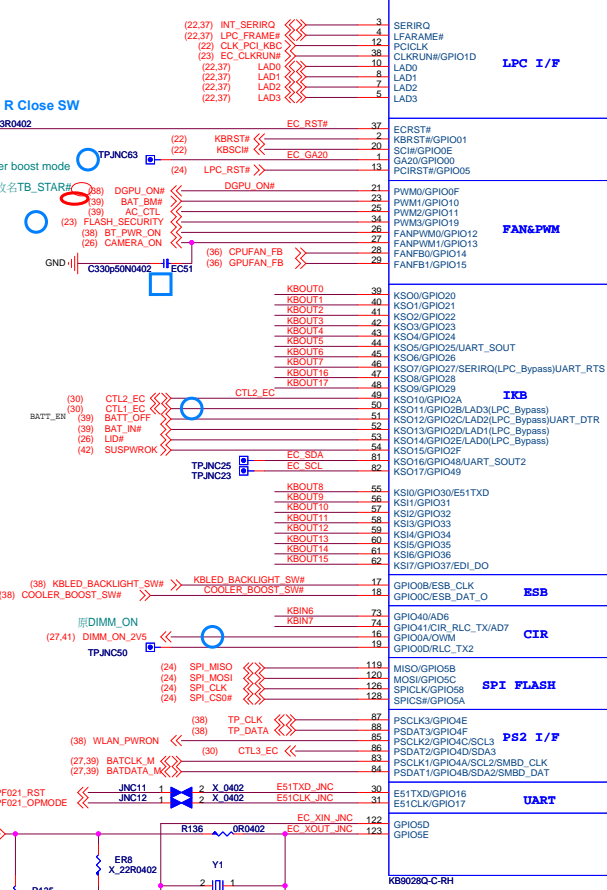 (22,37) INT_SERIRQ 3 SERIRQ
(22,37) LPC_FRAME# 4 LFARAME#
(22) CLK_PCI_KBC 12 PCICLK
(23) EC_CLKRUN# 38 CLKRUN#/GPIO1D
(22,37) LAD0 10 LAD0
LPC I/F
(22,37) LAD1 8 LAD1
(22,37) LAD2 7 LAD2
(22,37) LAD3 5 LAD3
R Close SW
3R0402 EC_RST# 37 ECRST#
(22) KBRST# 2 KBRST#/GPIO01
(22) KBSCI# 20 SCI#/GPIO0E
TPJNC63 EC_GA20 1 GA20/GPIO00
er boost mode
(24) LPC_RST# 13 PCIRST#/GPIO05
改名TB_STAR#
(38) DGPU_ON# DGPU_ON# 21 PWM0/GPIO0F
(39) BAT_BM# 23 PWM1/GPIO10
(39) AC_CTL 25 PWM2/GPIO11
(23) FLASH_SECURITY 34 PWM3/GPIO19
FAN&PWM
(38) BT_PWR_ON 26 FANPWM0/GPIO12
(26) CAMERA_ON 27 FANPWM1/GPIO13
(36) CPUFAN_FB 28 FANFB0/GPIO14
(36) GPUFAN_FB 29 FANFB1/GPIO15
GND C330p50N0402 EC51
KBOUT0 39 KSO0/GPIO20
KBOUT1 40 KSO1/GPIO21
KBOUT2 41 KSO2/GPIO22
KBOUT3 42 KSO3/GPIO23
KBOUT4 43 KSO4/GPIO24
KBOUT5 44 KSO5/GPIO25/UART_SOUT
KBOUT6 45 KSO6/GPIO26
KBOUT7 46 KSO7/GPIO27/SERIRQ(LPC_Bypass)UART_RTS
KBOUT16 47 KSO8/GPIO28
KBOUT17 48 KSO9/GPIO29
IKB
(30) CTL2_EC CTL2_EC 49 KSO10/GPIO2A
(30) CTL1_EC 50 KSO11/GPIO2B/LAD3(LPC_Bypass)
BATT_EN (39) BATT_OFF 51 KSO12/GPIO2C/LAD2(LPC_Bypass)UART_DTR
(39) BAT_IN# 52 KSO13/GPIO2D/LAD1(LPC_Bypass)
(26) LID# 53 KSO14/GPIO2E/LAD0(LPC_Bypass)
(42) SUSPWROK 54 KSO15/GPIO2F
TPJNC25 EC_SDA 81 KSO16/GPIO48/UART_SOUT2
TPJNC23 EC_SCL 82 KSO17/GPIO49
KBOUT8 55 KSI0/GPIO30/E51TXD
KBOUT9 56 KSI1/GPIO31
KBOUT10 57 KSI2/GPIO32
KBOUT11 58 KSI3/GPIO33
KBOUT12 59 KSI4/GPIO34
KBOUT13 60 KSI5/GPIO35
KBOUT14 61 KSI6/GPIO36
KBOUT15 62 KSI7/GPIO37/EDI_DO
(38) KBLED_BACKLIGHT_SW# KBLED_BACKLIGHT_SW# 17 GPIO0B/ESB_CLK
(38) COOLER_BOOST_SW# COOLER_BOOST_SW# 18 GPIO0C/ESB_DAT_O
ESB
KBIN6 73 GPIO40/AD6
原DIMM_ON KBIN7 74 GPIO41/CIR_RLC_TX/AD7
(27,41) DIMM_ON_2V5 16 GPIO0A/OWM
CIR
TPJNC50 19 GPIO0D/RLC_TX2
(24) SPI_MISO 119 MISO/GPIO5B
(24) SPI_MOSI 120 MOSI/GPIO5C
(24) SPI_CLK 126 SPICLK/GPIO58
SPI FLASH
(24) SPI_CS0# 128 SPICS#/GPIO5A
(38) TP_CLK 87 PSCLK3/GPIO4E
(38) TP_DATA 88 PSDAT3/GPIO4F
(38) WLAN_PWRON 85 PSCLK2/GPIO4C/SCL3
PS2 I/F
(30) CTL3_EC 86 PSDAT2/GPIO4D/SDA3
(27,39) BATCLK_M 83 PSCLK1/GPIO4A/SCL2/SMBD_CLK
(27,39) BATDATA_M 84 PSDAT1/GPIO4B/SDA2/SMBD_DAT
PF021_RST JNC11 1 2 X_0402 E51TXD_JNC 30 E51TXD/GPIO16
PF021_OPMODE JNC12 1 2 X_0402 E51CLK_JNC 31 E51CLK/GPIO17
UART
EC_XIN_JNC 122 GPIO5D
R136 0R0402 EC_XOUT_JNC 123 GPIO5E
ER8
X_22R0402
Y1
2 1
KB9028Q-C-RH